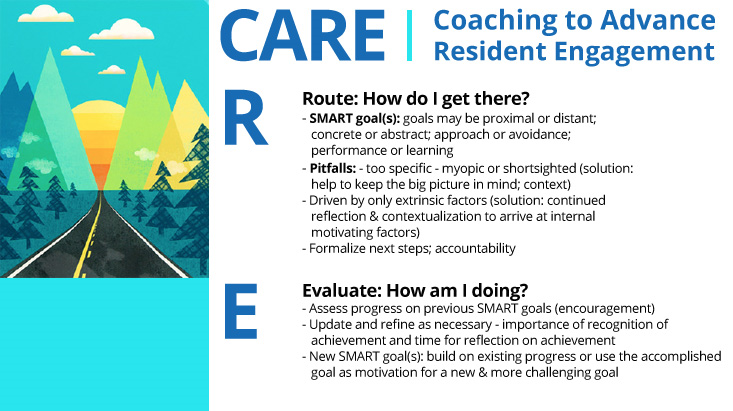 CARE
Coaching to Advance
Resident Engagement
R
Route: How do I get there?
- SMART goal(s): goals may be proximal or distant;
concrete or abstract; approach or avoidance;
performance or learning
- Pitfalls: - too specific - myopic or shortsighted (solution:
help to keep the big picture in mind; context)
- Driven by only extrinsic factors (solution: continued
reflection & contextualization to arrive at internal
motivating factors)
- Formalize next steps; accountability
E
Evaluate: How am I doing?
- Assess progress on previous SMART goals (encouragement)
- Update and refine as necessary - importance of recognition of
achievement and time for reflection on achievement
- New SMART goal(s): build on existing progress or use the accomplished
goal as motivation for a new & more challenging goal